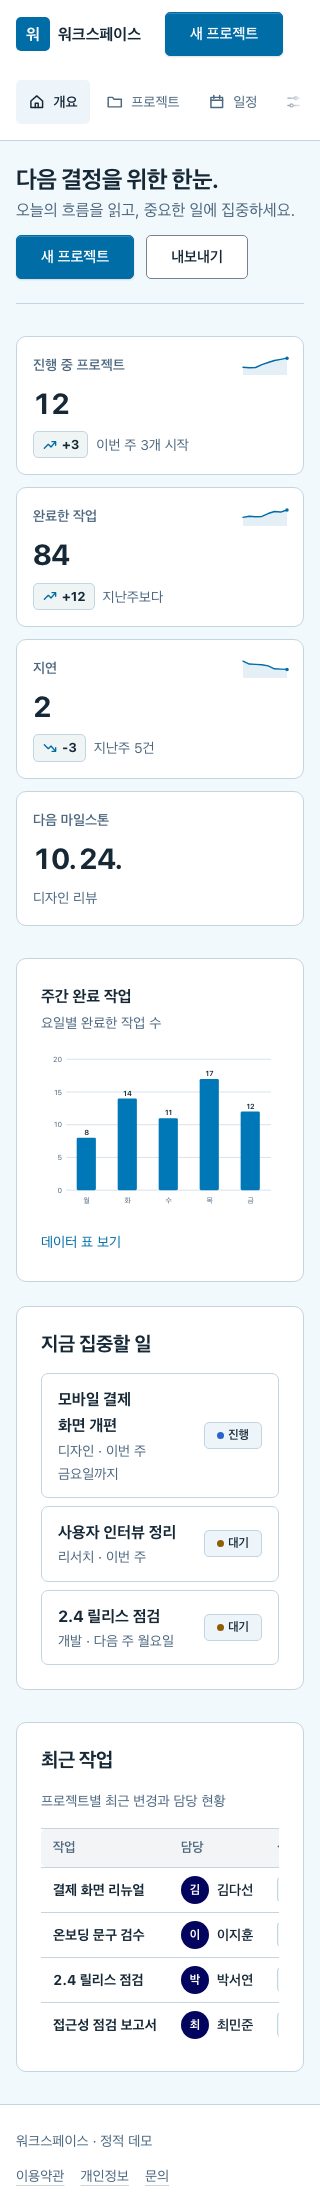 워 워크스페이스 새 프로젝트
개요 프로젝트 일정
다음 결정을 위한 한눈.
오늘의 흐름을 읽고, 중요한 일에 집중하세요.
새 프로젝트 내보내기
진행 중 프로젝트
12
+3 이번 주 3개 시작
완료한 작업
84
+12 지난주보다
지연
2
-3 지난주 5건
다음 마일스톤
10. 24.
디자인 리뷰
주간 완료 작업
요일별 완료한 작업 수
20
15
10
5
0
8
14
11
17
12
월 화 수 목 금
데이터 표 보기
지금 집중할 일
모바일 결제
화면 개편
디자인 · 이번 주
금요일까지
진행
사용자 인터뷰 정리
리서치 · 이번 주
대기
2.4 릴리스 점검
개발 · 다음 주 월요일
대기
최근 작업
프로젝트별 최근 변경과 담당 현황
작업 담당
결제 화면 리뉴얼 김 김다선
온보딩 문구 검수 이 이지훈
2.4 릴리스 점검 박 박서연
접근성 점검 보고서 최 최민준
워크스페이스 · 정적 데모
이용약관 개인정보 문의